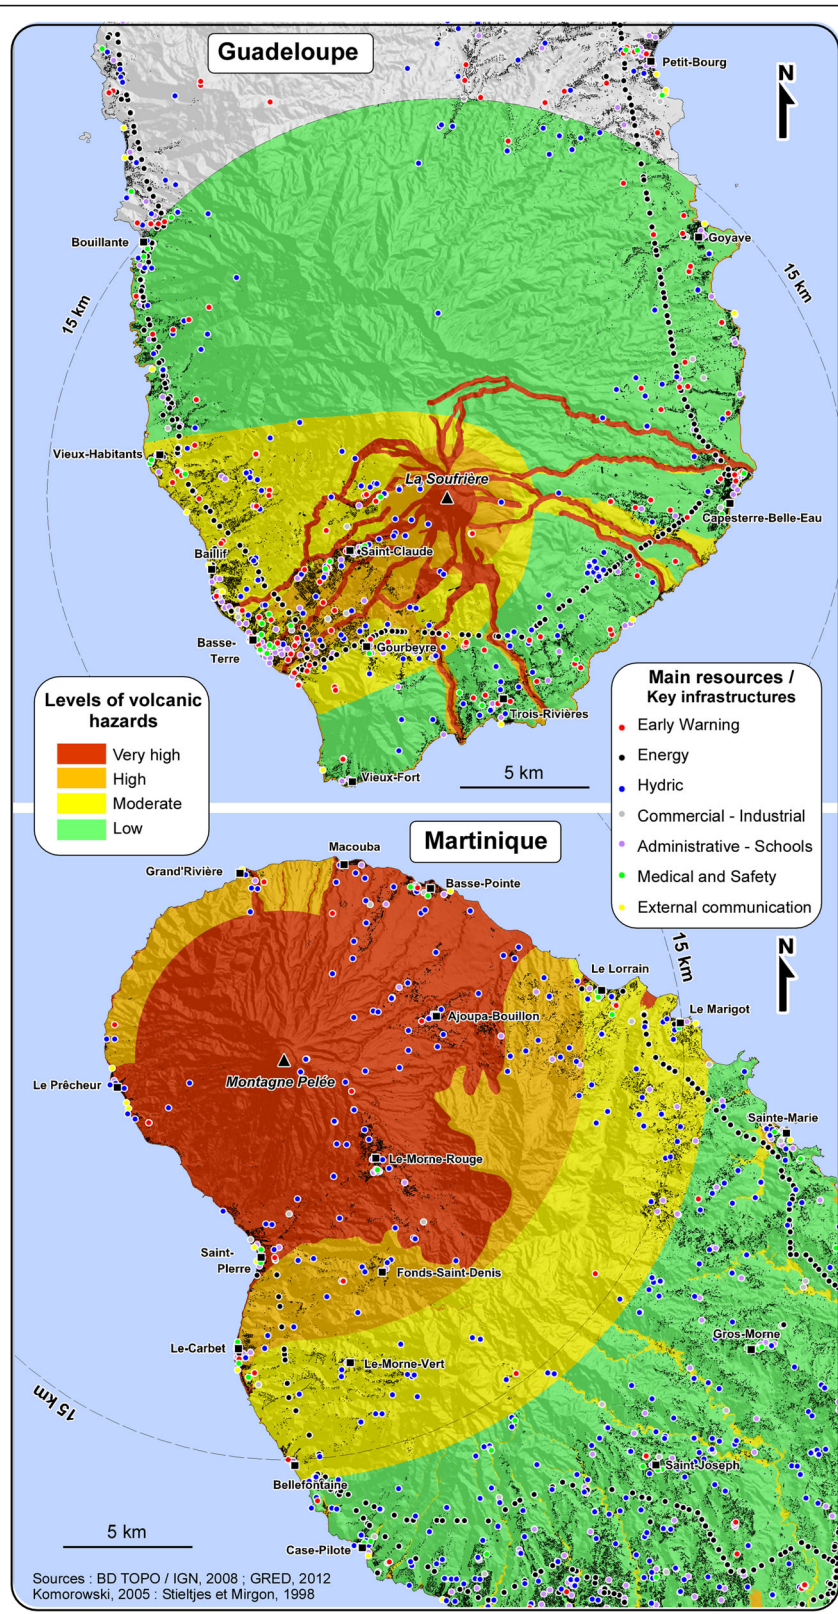 Guadeloupe
Petit-Bourg
N
Bouillante
Goyave
15 km
15 km
Vieux-Habitants
La Soufrière
Capesterre-Belle-Eau
Baillif
Saint-Claude
Basse-
Terre
Gourbeyre
Trois-Rivières
Vieux-Fort
5 km
Levels of volcanic
hazards
Very high
High
Moderate
Low
Main resources /
Key infrastructures
Early Warning
Energy
Hydric
Commercial - Industrial
Administrative - Schools
Medical and Safety
External communication
Martinique
Macouba
Grand'Rivière
Basse-Pointe
15 km
N
Le Lorrain
Le Marigot
Ajoupa-Bouillon
Montagne Pelée
Le Prêcheur
Sainte-Marie
Le-Morne-Rouge
Saint-
PIerre
Fonds-Saint-Denis
Gros-Morne
Le-Carbet
Le-Morne-Vert
15 km
Saint-Joseph
Bellefontaine
5 km
Case-Pilote
Sources : BD TOPO / IGN, 2008 ; GRED, 2012
Komorowski, 2005 : Stieltjes et Mirgon, 1998